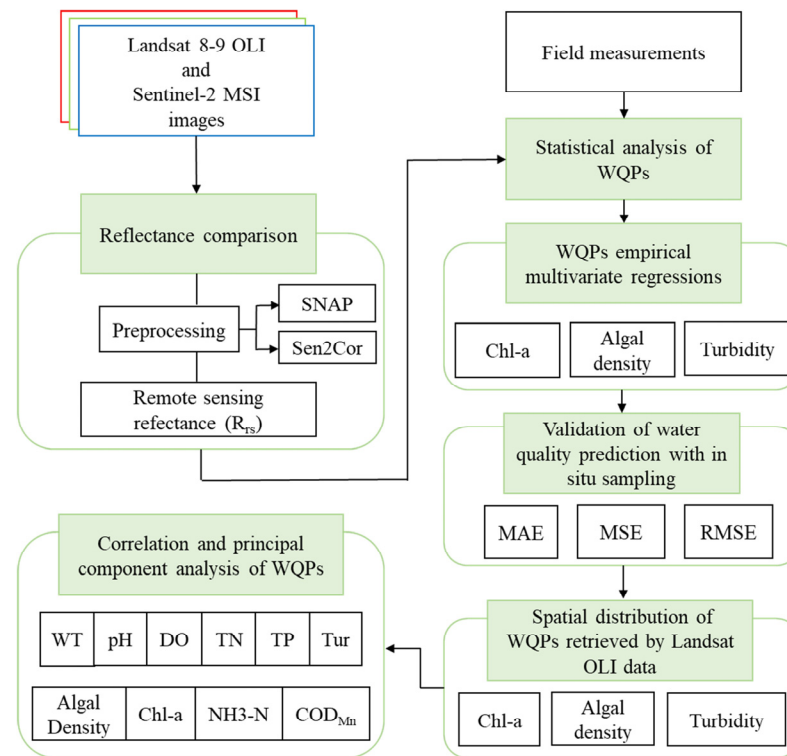 Landsat 8-9 OLI
and
Sentinel-2 MSI
images
Reflectance comparison
Preprocessing
SNAP
Sen2Cor
Remote sensing
refectance (Rrs)
Field measurements
Statistical analysis of
WQPs
WQPs empirical
multivariate regressions
Chl-a
Algal
density
Turbidity
Validation of water
quality prediction with in
situ sampling
MAE
MSE
RMSE
Spatial distribution of
WQPs retrieved by Landsat
OLI data
Chl-a
Algal
density
Turbidity
Correlation and principal
component analysis of WQPs
WT
pH
DO
TN
TP
Tur
Algal
Density
Chl-a
NH3-N
CODMn